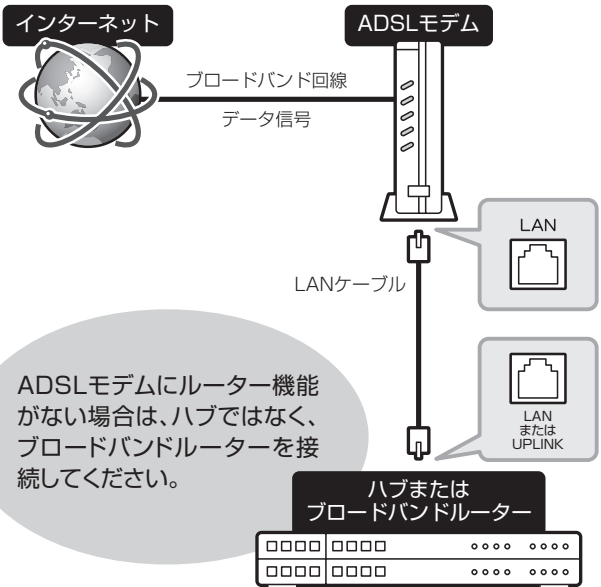 インターネット
ADSLモデム
ブロードバンド回線
データ信号
LAN
LANケーブル
LAN
または
UPLINK
ADSLモデムにルーター機能
がない場合は、ハブではなく、
ブロードバンドルーターを接
続してください。
ハブまたは
ブロードバンドルーター